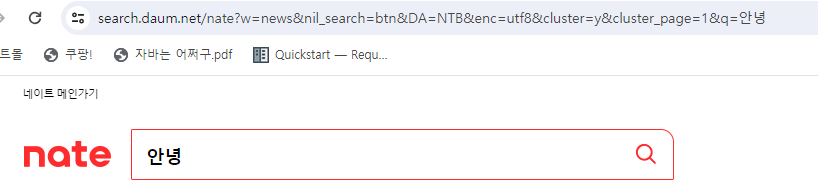 search.daum.net/nate?w=news&nil_search=btn&DA=NTB&enc=utf8&cluster=y&cluster_page=1&q=안녕
트몰 쿠팡! 자바는 어쩌구.pdf Quickstart — Requ...
네이트 메인가기
nate 안녕